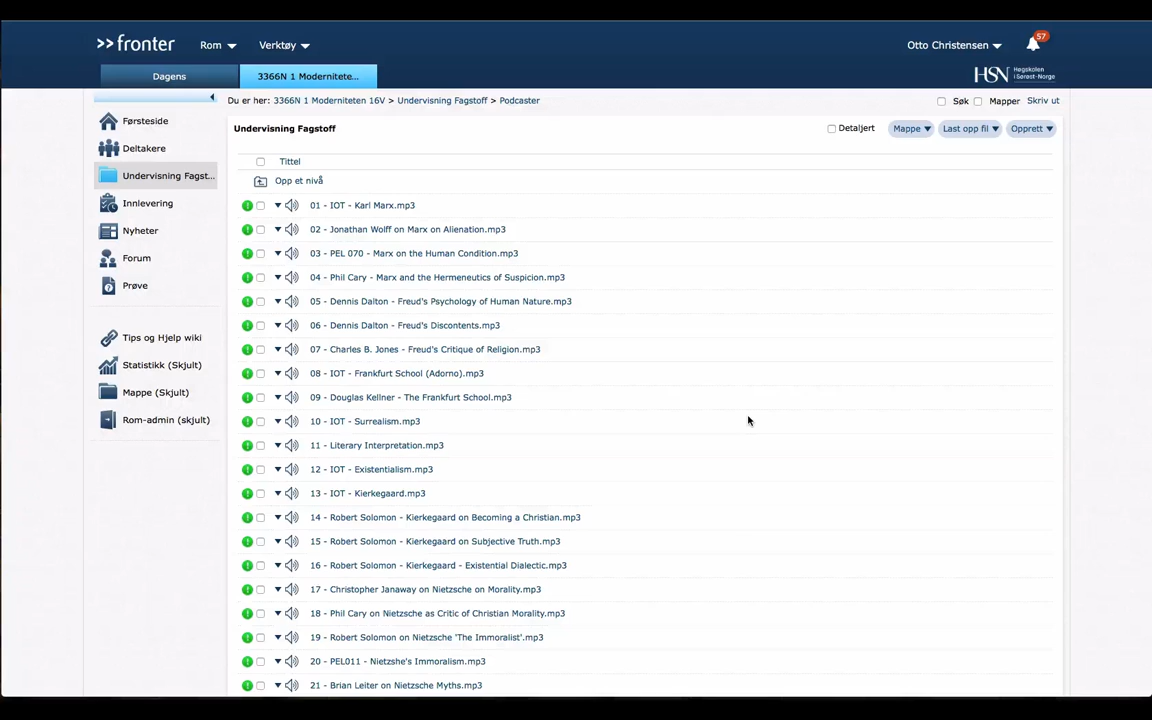 >>fronter Rom Verktøy Otto Christensen 57
Dagens 3366N 1 Modernitete... HSN Høgskolen i Sørøst-Norge
Du er her: 3366N 1 Moderniteten 16V > Undervisning Fagstoff > Podcaster Søk Mapper Skriv ut
Undervisning Fagstoff Detaljert Mappe Last opp fil Opprett
Førsteside
Deltakere
Undervisning Fagst...
Innlevering
Nyheter
Forum
Prøve
Tips og Hjelp wiki
Statistikk (Skjult)
Mappe (Skjult)
Rom-admin (skjult)
Tittel
Opp et nivå
01 - IOT - Karl Marx.mp3
02 - Jonathan Wolff on Marx on Alienation.mp3
03 - PEL 070 - Marx on the Human Condition.mp3
04 - Phil Cary - Marx and the Hermeneutics of Suspicion.mp3
05 - Dennis Dalton - Freud's Psychology of Human Nature.mp3
06 - Dennis Dalton - Freud's Discontents.mp3
07 - Charles B. Jones - Freud's Critique of Religion.mp3
08 - IOT - Frankfurt School (Adorno).mp3
09 - Douglas Kellner - The Frankfurt School.mp3
10 - IOT - Surrealism.mp3
11 - Literary Interpretation.mp3
12 - IOT - Existentialism.mp3
13 - IOT - Kierkegaard.mp3
14 - Robert Solomon - Kierkegaard on Becoming a Christian.mp3
15 - Robert Solomon - Kierkegaard on Subjective Truth.mp3
16 - Robert Solomon - Kierkegaard - Existential Dialectic.mp3
17 - Christopher Janaway on Nietzsche on Morality.mp3
18 - Phil Cary on Nietzsche as Critic of Christian Morality.mp3
19 - Robert Solomon on Nietzsche 'The Immoralist'.mp3
20 - PEL011 - Nietzshe's Immoralism.mp3
21 - Brian Leiter on Nietzsche Myths.mp3